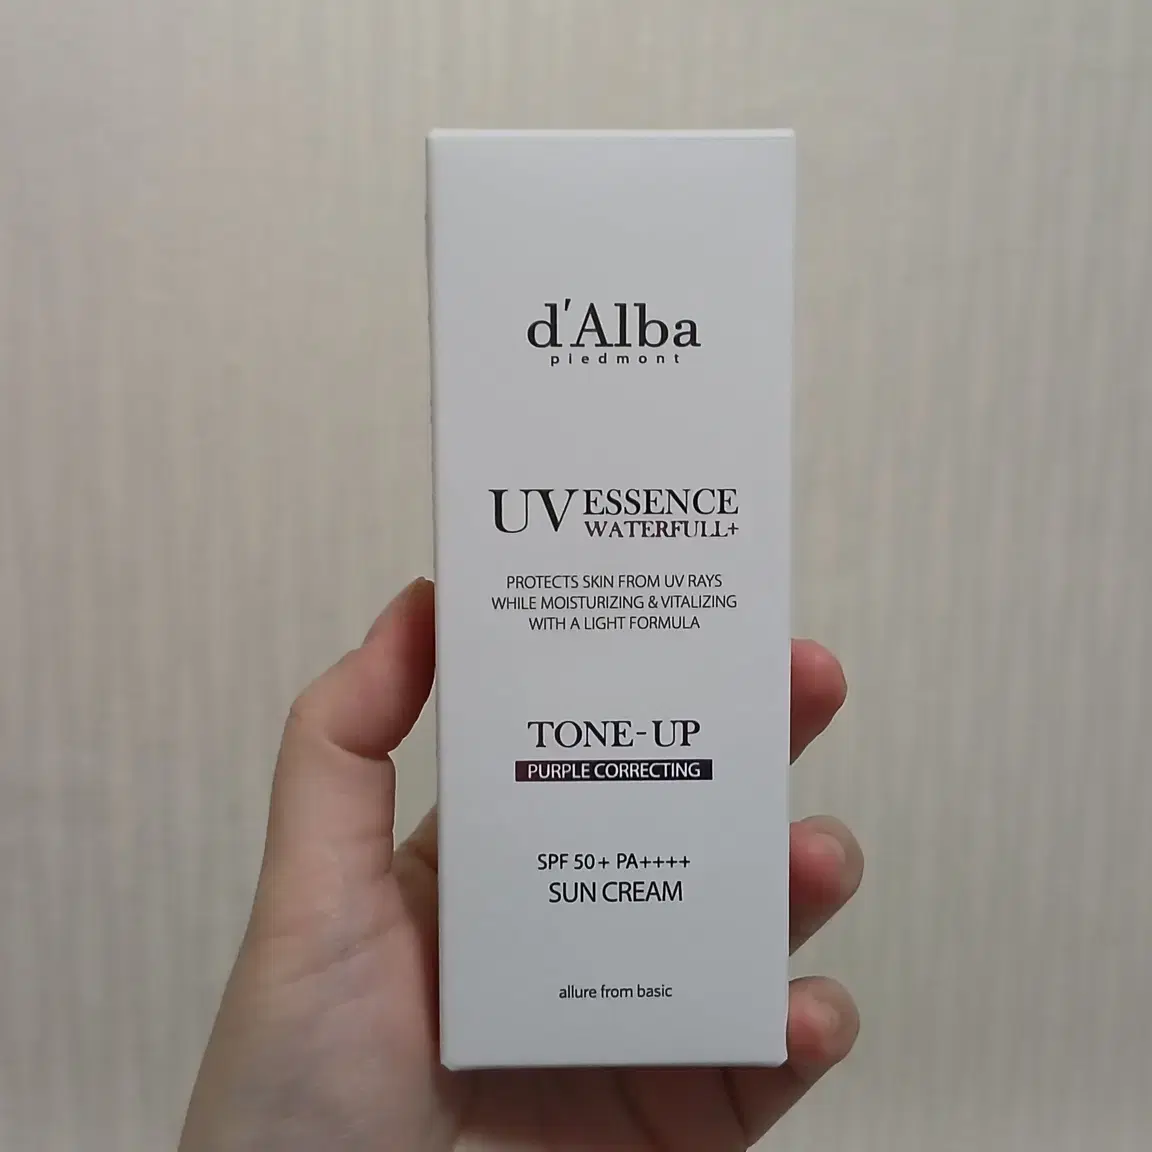 d'Alba
piedmont
UV ESSENCE
WATERFULL+
PROTECTS SKIN FROM UV RAYS
WHILE MOISTURIZING & VITALIZING
WITH A LIGHT FORMULA
TONE-UP
PURPLE CORRECTING
SPF 50+ PA++++
SUN CREAM
allure from basic